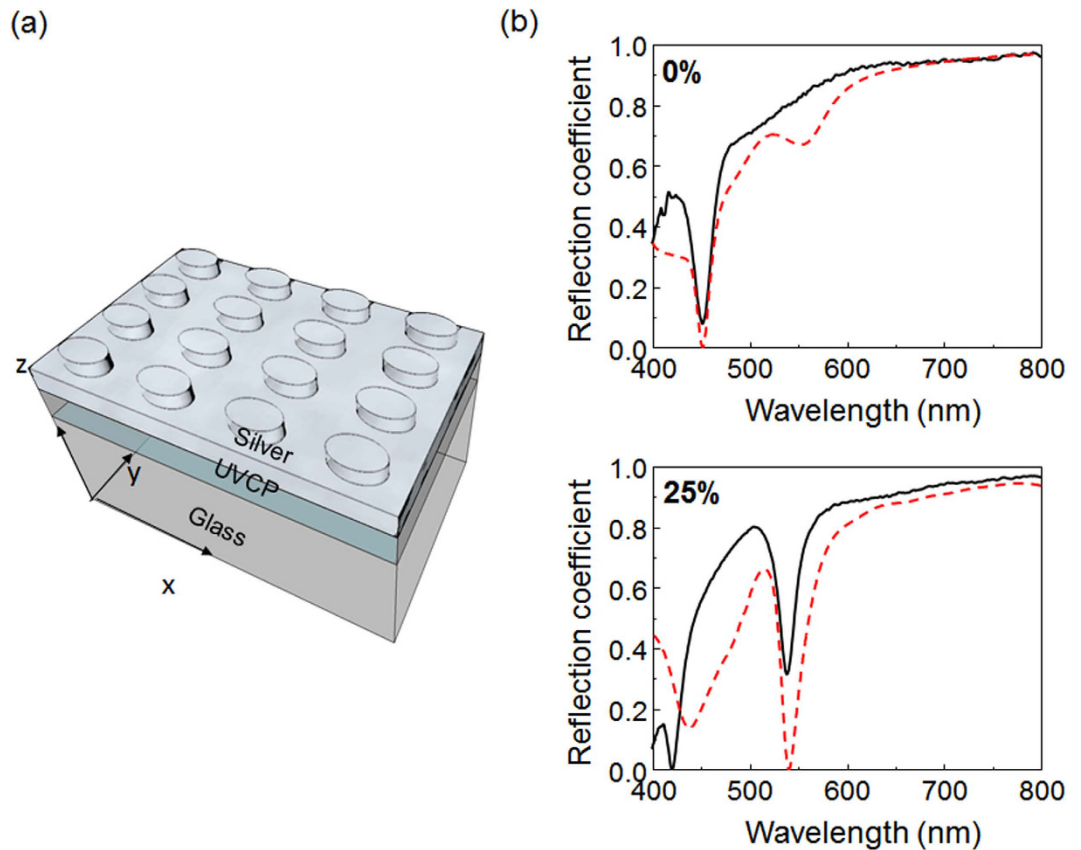 (a)
z
Silver
y
UVCP
Glass
x
(b)
0%
Reflection coefficient
1.0
0.8
0.6
0.4
0.2
0.0
400 500 600 700 800
Wavelength (nm)
25%
Reflection coefficient
1.0
0.8
0.6
0.4
0.2
0.0
400 500 600 700 800
Wavelength (nm)